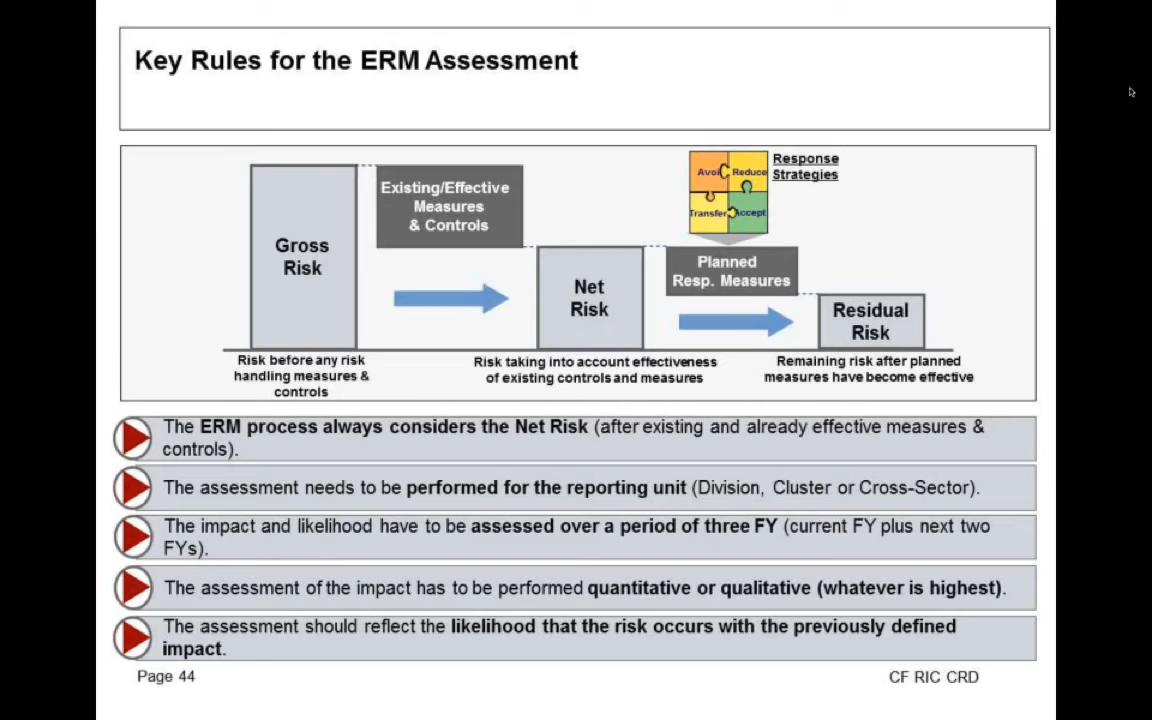 Key Rules for the ERM Assessment
Gross
Risk
Existing/Effective
Measures
& Controls
Net
Risk
Avoid
Reduce
Transfer
Accept
Response
Strategies
Planned
Resp. Measures
Residual
Risk
Risk before any risk
handling measures &
controls
Risk taking into account effectiveness
of existing controls and measures
Remaining risk after planned
measures have become effective
The ERM process always considers the Net Risk (after existing and already effective measures &
controls).
The assessment needs to be performed for the reporting unit (Division, Cluster or Cross-Sector).
The impact and likelihood have to be assessed over a period of three FY (current FY plus next two
FYs).
The assessment of the impact has to be performed quantitative or qualitative (whatever is highest).
The assessment should reflect the likelihood that the risk occurs with the previously defined
impact.
Page 44
CF RIC CRD